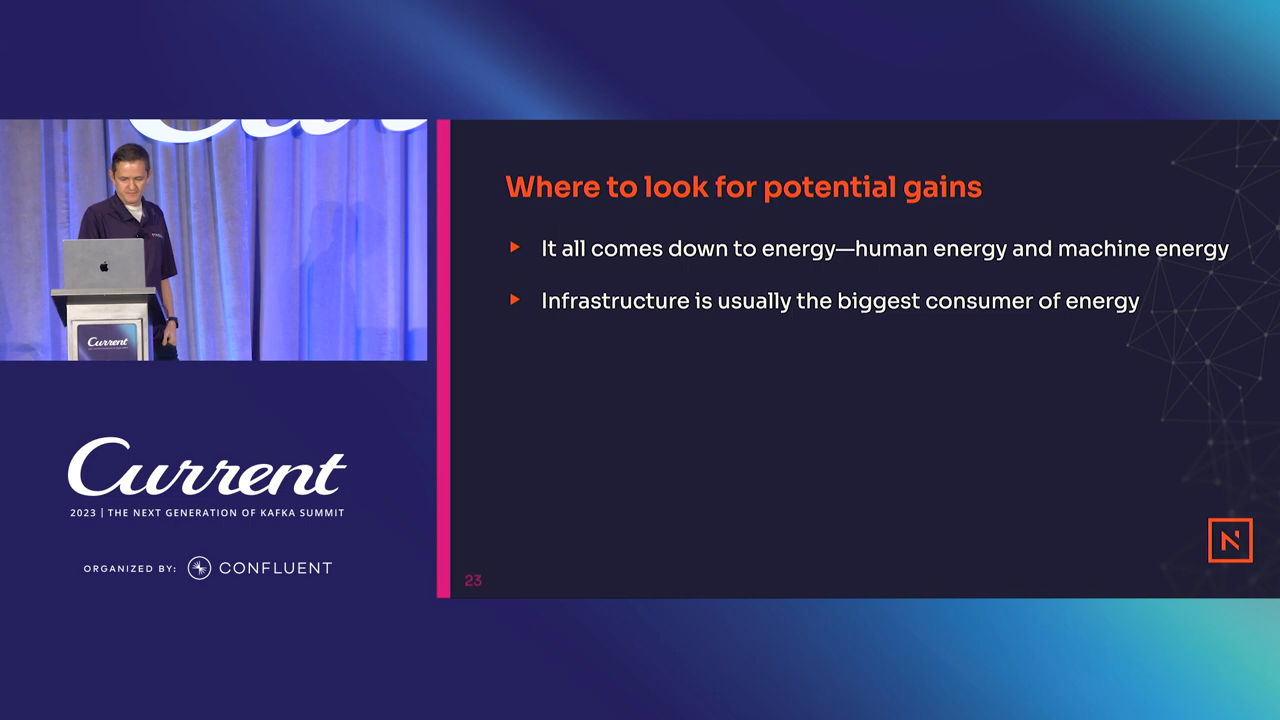 Where to look for potential gains
It all comes down to energy—human energy and machine energy
Infrastructure is usually the biggest consumer of energy
23
Current
Current
2023 | THE NEXT GENERATION OF KAFKA SUMMIT
ORGANIZED BY: CONFLUENT